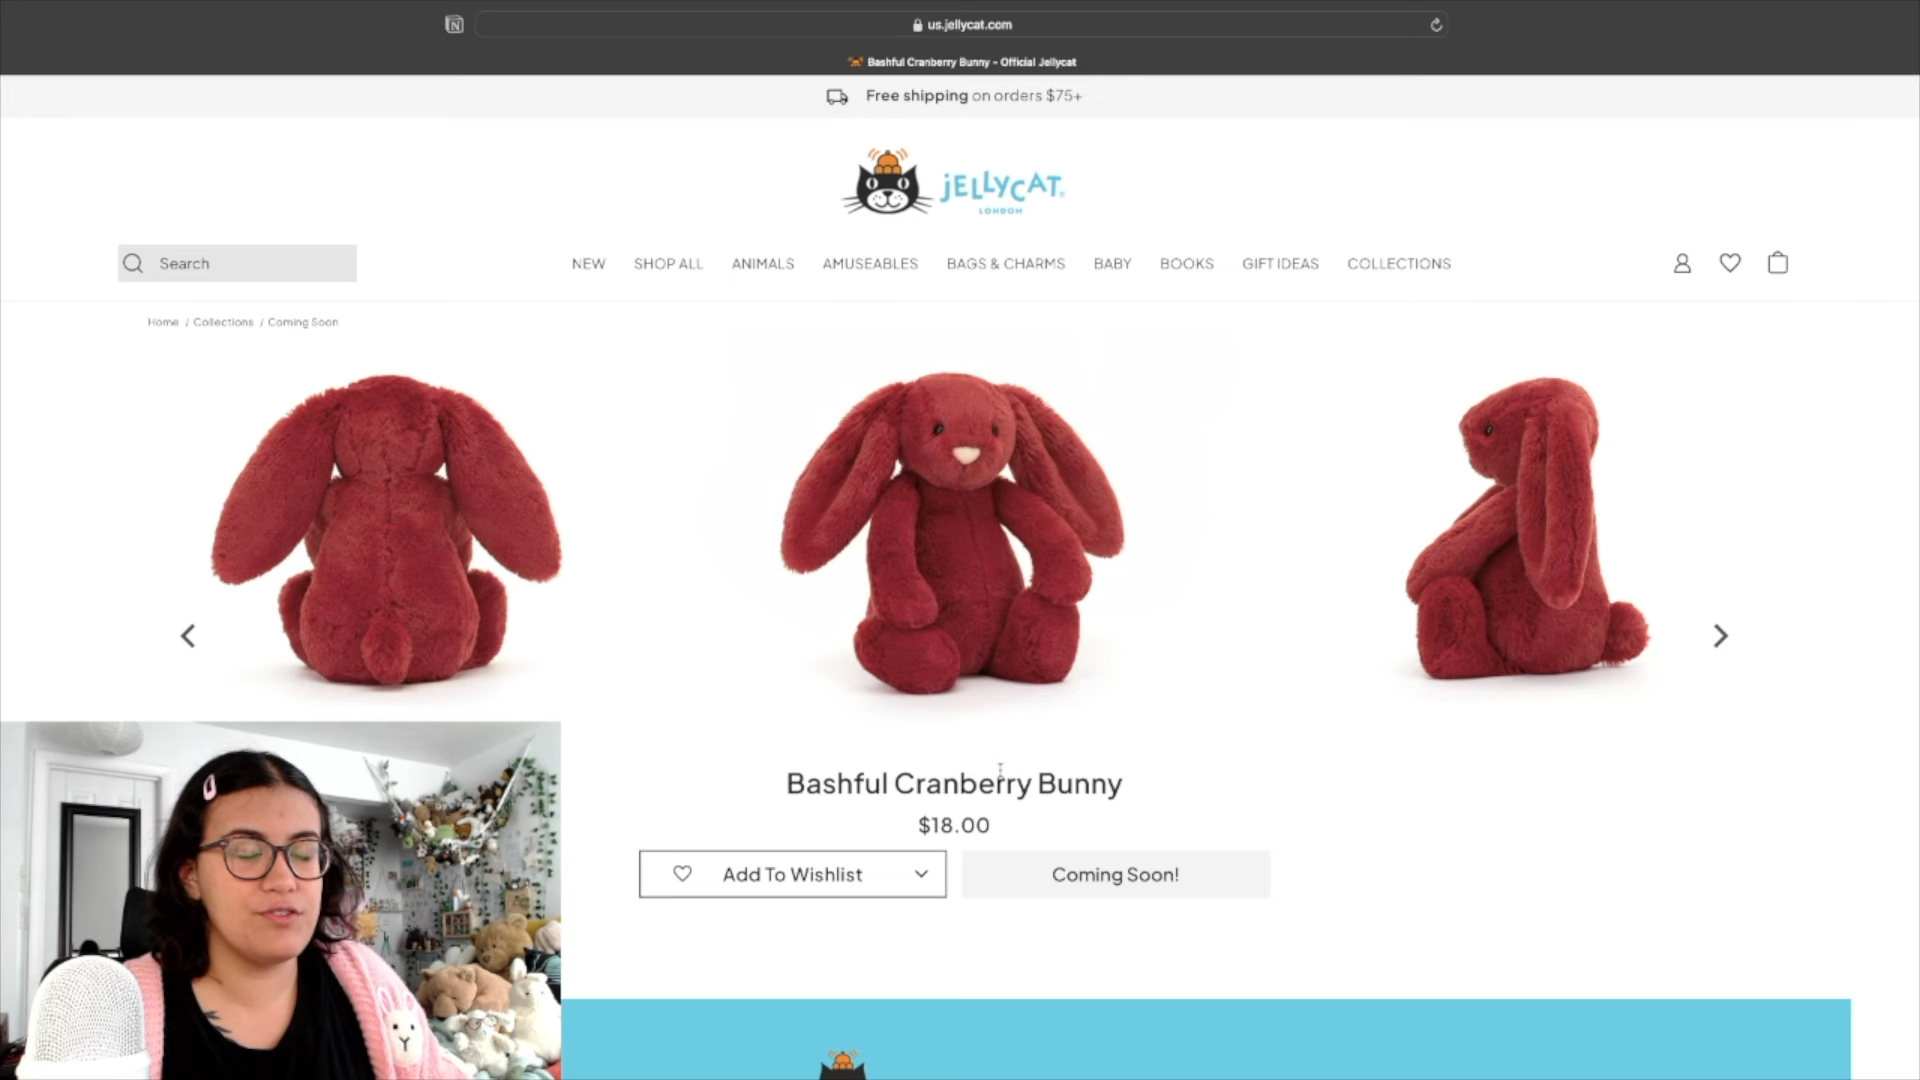 us.jellycat.com
Bashful Cranberry Bunny - Official Jellycat
Free shipping on orders $75+
JELLYCAT
LONDON
Search
NEW
SHOP ALL
ANIMALS
AMUSEABLES
BAGS & CHARMS
BABY
BOOKS
GIFT IDEAS
COLLECTIONS
Home / Collections / Coming Soon
Bashful Cranberry Bunny
$18.00
Add To Wishlist
Coming Soon!